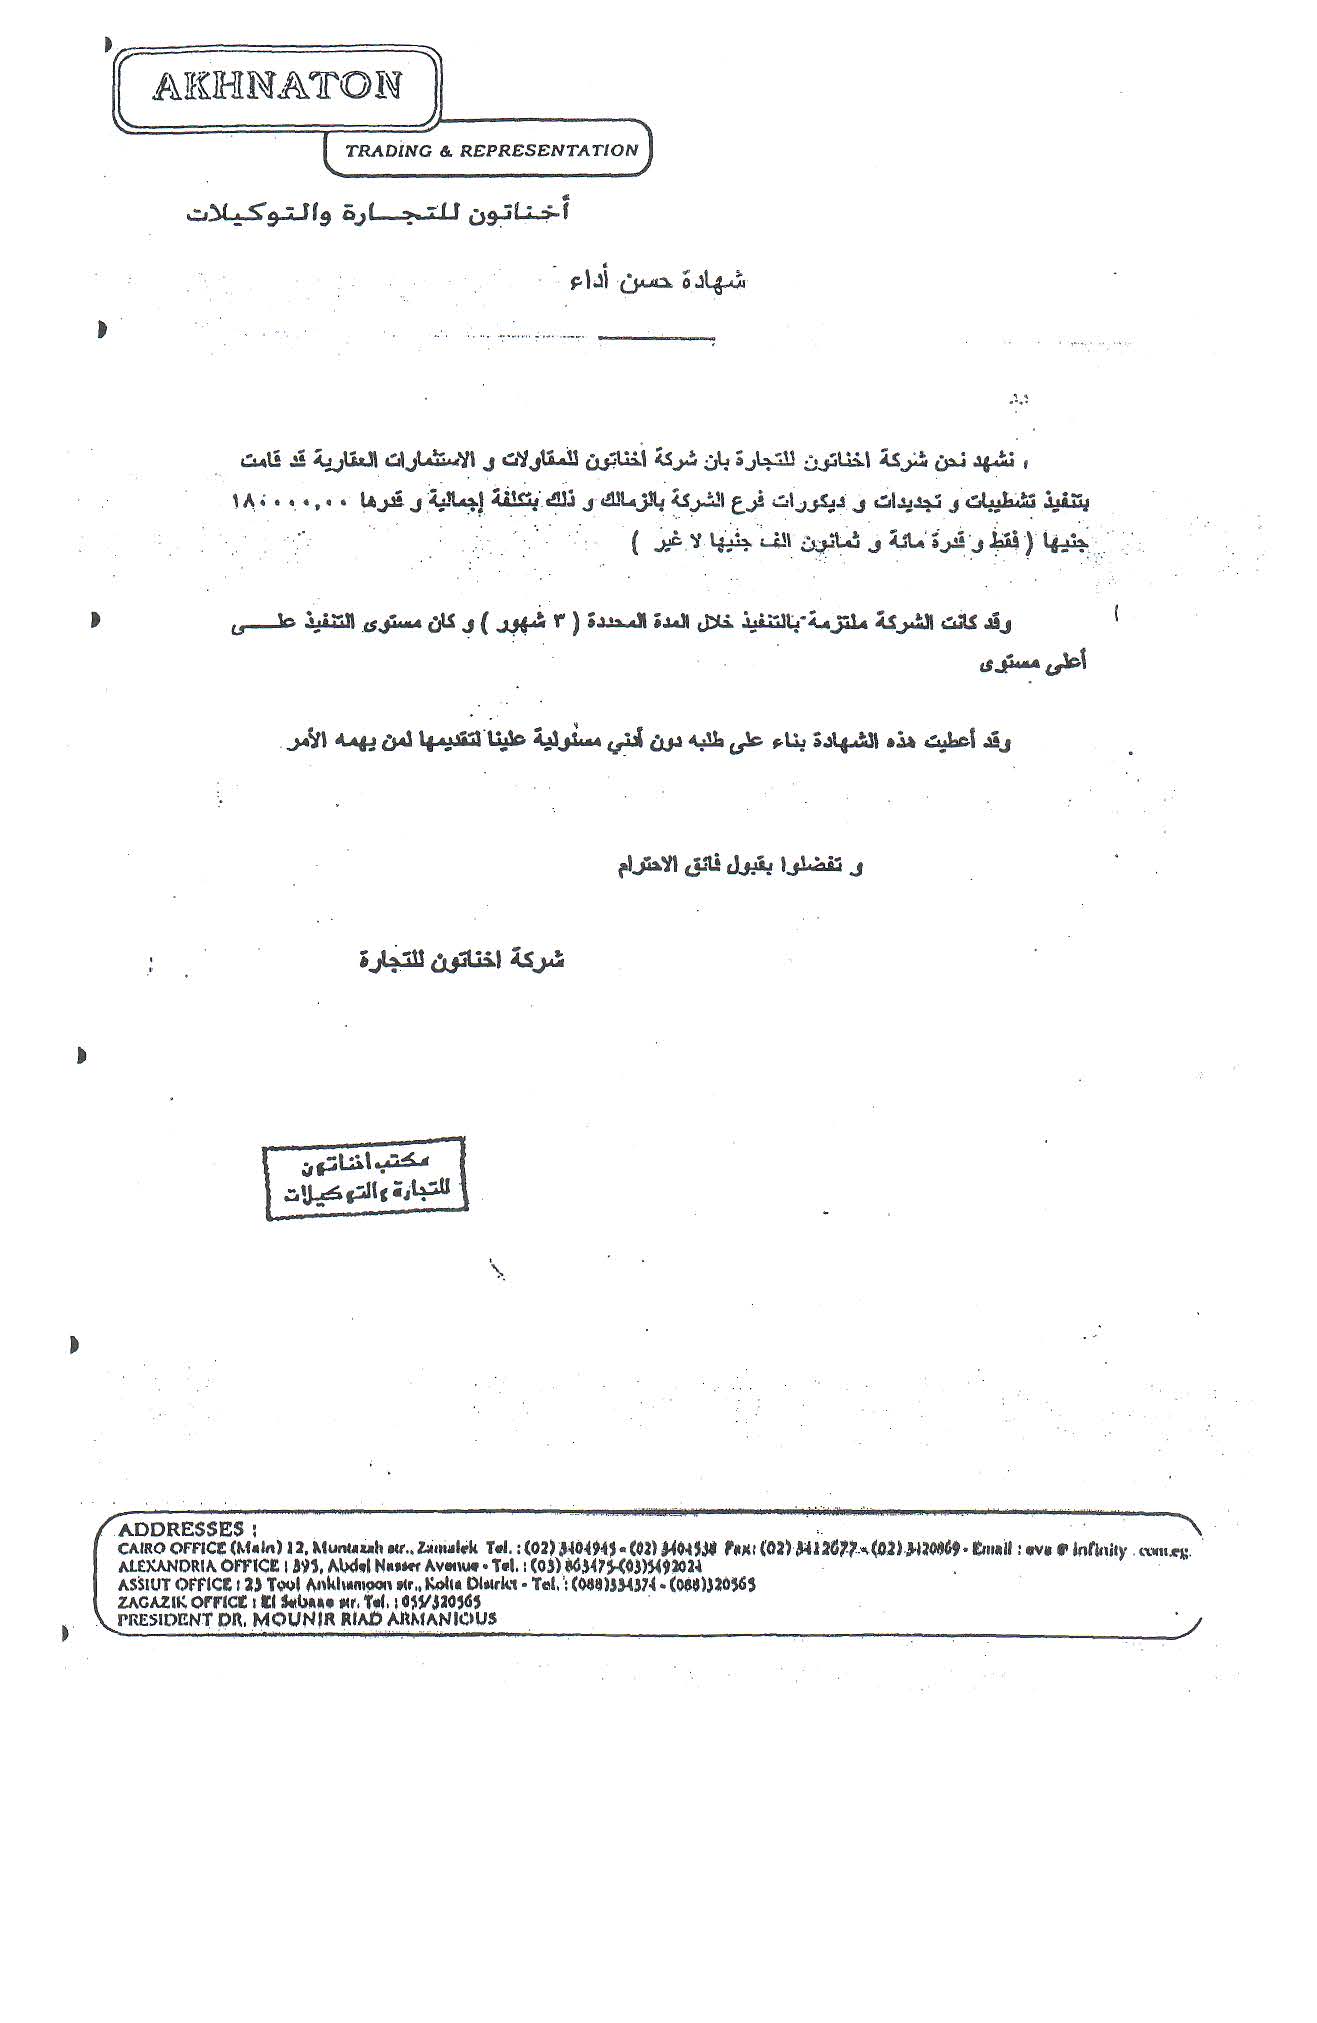 AKHNATON
TRADING & REPRESENTATION
أخناتون للتجارة والتوكيلات
شهادة حسن أداء
نشهد نحن شركة اخناتون للتجارة بان شركة اخناتون للمقاولات و الاستثمارات العقارية قد قامت
بتنفيذ تشطيبات و تجديدات و ديكورات فرع الشركة بالزمالك و ذلك بتكلفة إجمالية و قدرها ١٨٠٠٠٠,٠٠
جنيها ( فقط و قدرة مائة و ثمانون الف جنيها لا غير )
وقد كانت الشركة ملتزمة بالتنفيذ خلال المدة المحددة ( ٣ شهور ) و كان مستوى التنفيذ علـــى
أعلى مستوى
وقد أعطيت هذه الشهادة بناء على طلبه دون أدني مسئولية علينا لتقديمها لمن يهمه الأمر
و تفضلوا بقبول فائق الاحترام
شركة اخناتون للتجارة
مكتب اخناتون
للتجارة والتوكيلات
ADDRESSES :
CAIRO OFFICE (Main) 12, Muntazah str., Zamalek Tel. : (02) 3404945 - (02) 3404538 Fax: (02) 3412677 - (02) 3420869 - Email : eva @ infinity . com.eg.
ALEXANDRIA OFFICE : 395, Abdel Nasser Avenue - Tel. : (03) 863475-(03)5492024
ASSIUT OFFICE : 23 Toot Ankhamoon str., Kolta District - Tel. : (088)334374 - (088)320565
ZAGAZIK OFFICE : El Sabano str. Tel. : 055/320565
PRESIDENT DR. MOUNIR RIAD ARMANIOUS